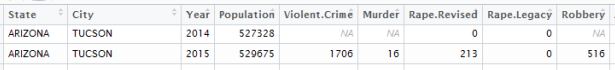 State City Year Population Violent.Crime Murder Rape.Revised Rape.Legacy Robbery
ARIZONA TUCSON 2014 527328 NA NA 0 0 NA
ARIZONA TUCSON 2015 529675 1706 16 213 0 516